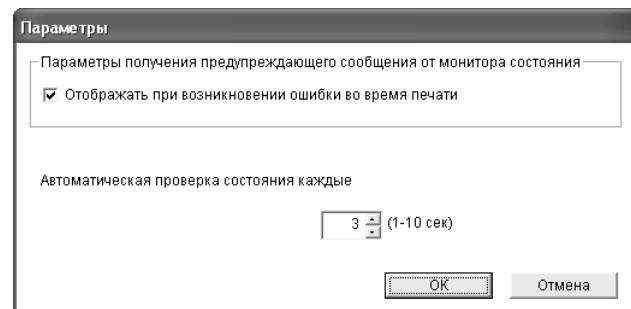 Параметры
Параметры получения предупреждающего сообщения от монитора состояния
Отображать при возникновении ошибки во время печати
Автоматическая проверка состояния каждые
3 (1-10 сек)
OK Отмена